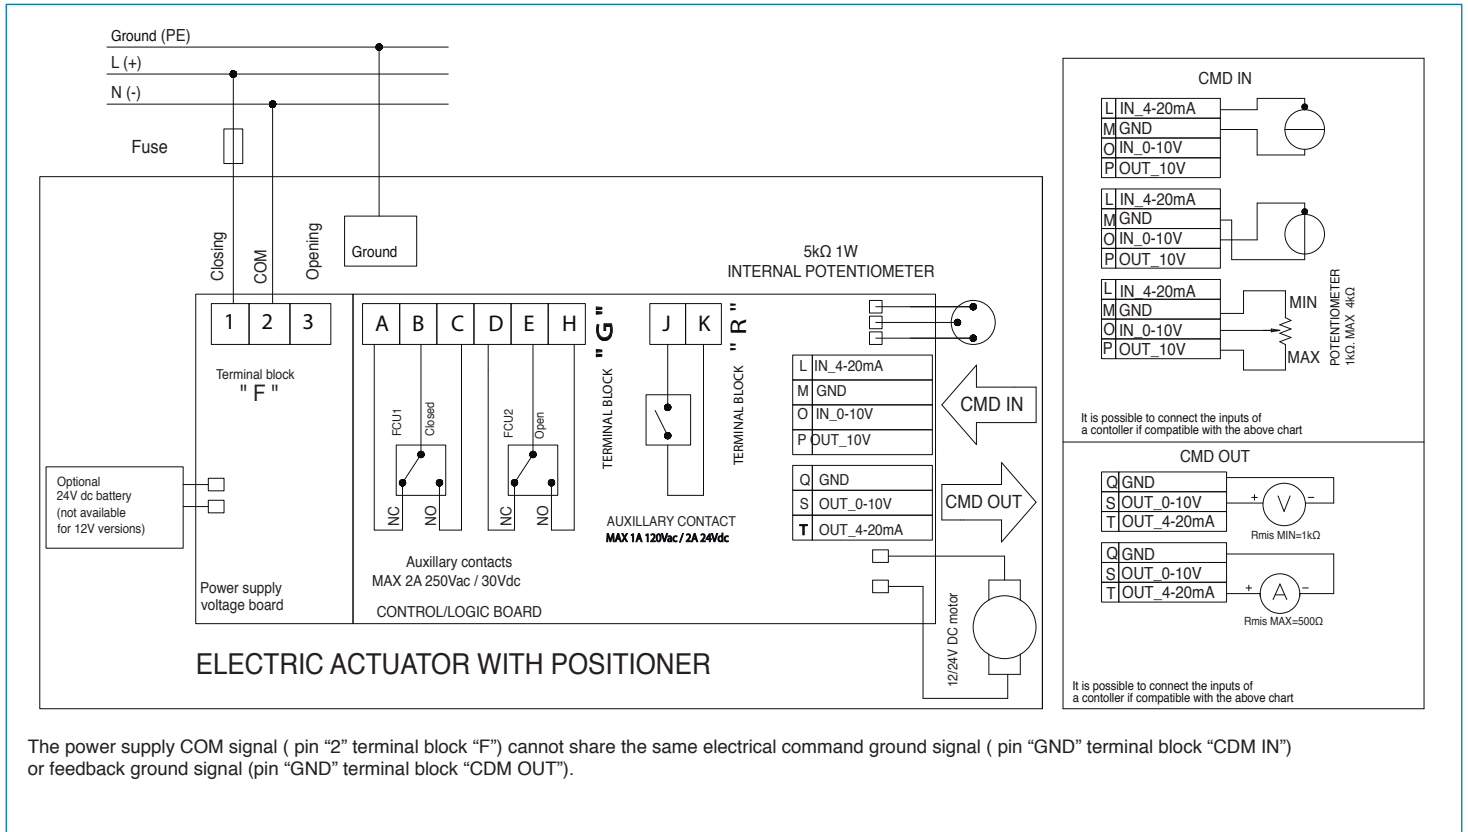 Ground (PE)
L (+)
N (-)
Fuse
Closing
COM
Opening
Ground
1 2 3
Terminal block
" F "
Optional
24V dc battery
(not available
for 12V versions)
Power supply
voltage board
A B C D E H
TERMINAL BLOCK " G "
FCU1
Closed
NC
NO
FCU2
Open
NC
NO
Auxillary contacts
MAX 2A 250Vac / 30Vdc
CONTROL/LOGIC BOARD
J K
TERMINAL BLOCK " R "
AUXILLARY CONTACT
MAX 1A 120Vac / 2A 24Vdc
5kΩ 1W
INTERNAL POTENTIOMETER
L IN_4-20mA
M GND
O IN_0-10V
P OUT_10V
CMD IN
Q GND
S OUT_0-10V
T OUT_4-20mA
CMD OUT
12/24V DC motor
ELECTRIC ACTUATOR WITH POSITIONER
CMD IN
L IN_4-20mA
M GND
O IN_0-10V
P OUT_10V
L IN_4-20mA
M GND
O IN_0-10V
P OUT_10V
L IN_4-20mA
M GND
O IN_0-10V
P OUT_10V
MIN
MAX
POTENTIOMETER
1kΩ. MAX 4kΩ
It is possible to connect the inputs of
a contoller if compatible with the above chart
CMD OUT
Q GND
S OUT_0-10V
T OUT_4-20mA
+ V −
Rmis MIN=1kΩ
Q GND
S OUT_0-10V
T OUT_4-20mA
+ A −
Rmis MAX=500Ω
It is possible to connect the inputs of
a contoller if compatible with the above chart
The power supply COM signal ( pin “2” terminal block “F”) cannot share the same electrical command ground signal ( pin “GND” terminal block “CDM IN”)
or feedback ground signal (pin “GND” terminal block “CDM OUT”).